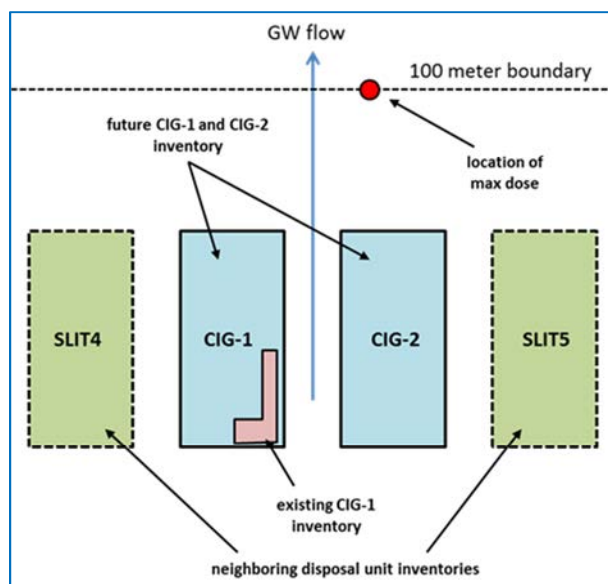 GW flow
100 meter boundary
future CIG-1 and CIG-2
inventory
location of
max dose
SLIT4
CIG-1
CIG-2
SLIT5
existing CIG-1
inventory
neighboring disposal unit inventories